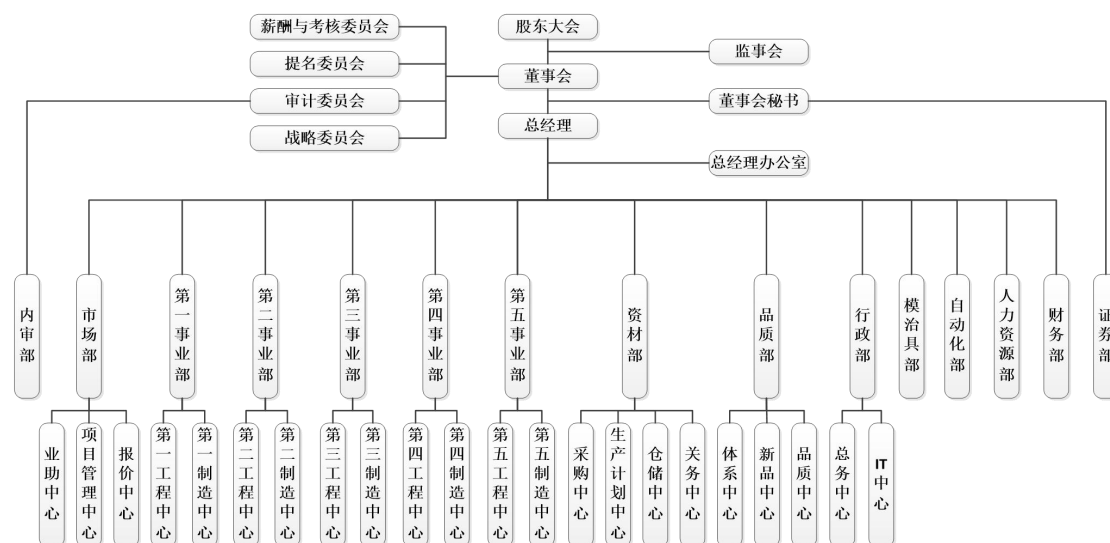 薪酬与考核委员会
股东大会
提名委员会
监事会
董事会
审计委员会
董事会秘书
战略委员会
总经理
总经理办公室
内审部
市场部
第一事业部
第二事业部
第三事业部
第四事业部
第五事业部
资材部
品质部
行政部
模治具部
自动化部
人力资源部
财务部
证券部
业助中心
项目管理中心
报价中心
第一工程中心
第一制造中心
第二工程中心
第二制造中心
第三工程中心
第三制造中心
第四工程中心
第四制造中心
第五工程中心
第五制造中心
采购中心
生产计划中心
仓储中心
关务中心
体系中心
新品中心
品质中心
总务中心
IT中心